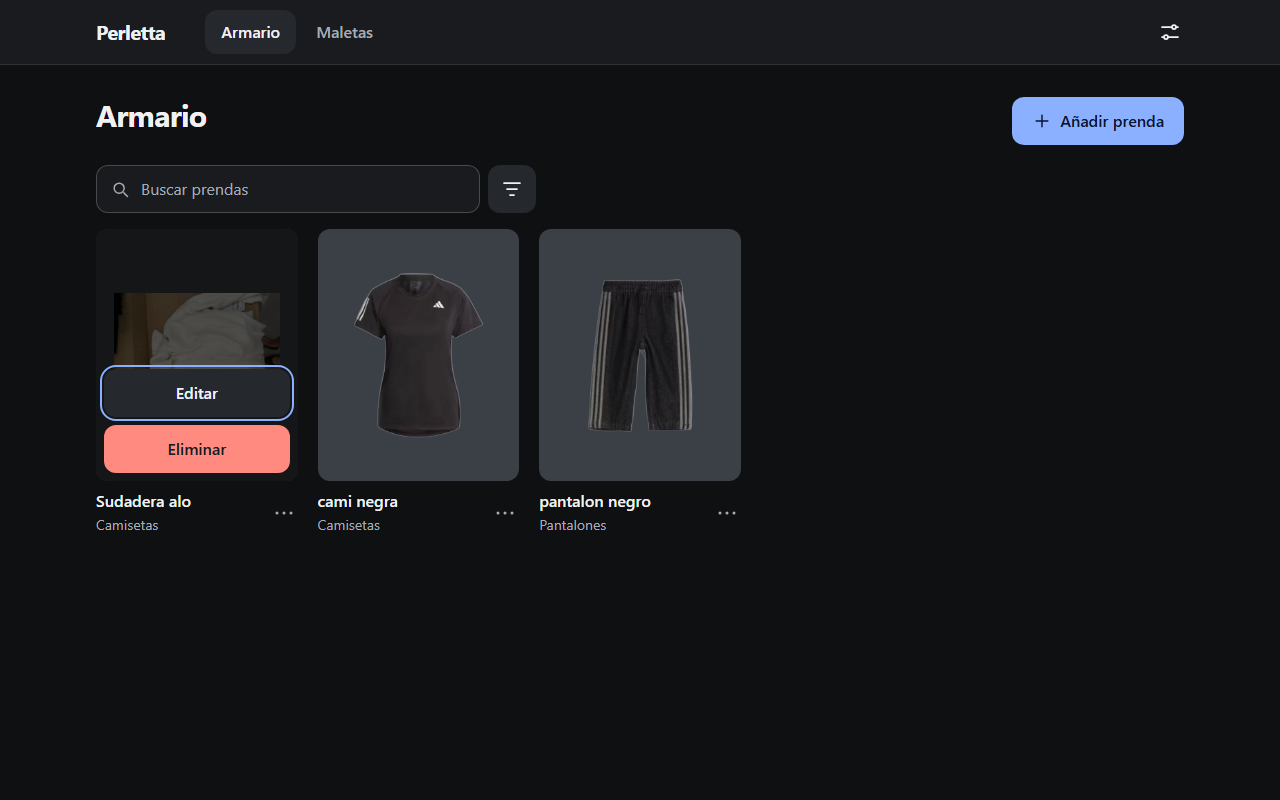 Perletta
Armario
Maletas
Armario
Añadir prenda
Buscar prendas
Editar
Eliminar
Sudadera alo
Camisetas
cami negra
Camisetas
pantalon negro
Pantalones